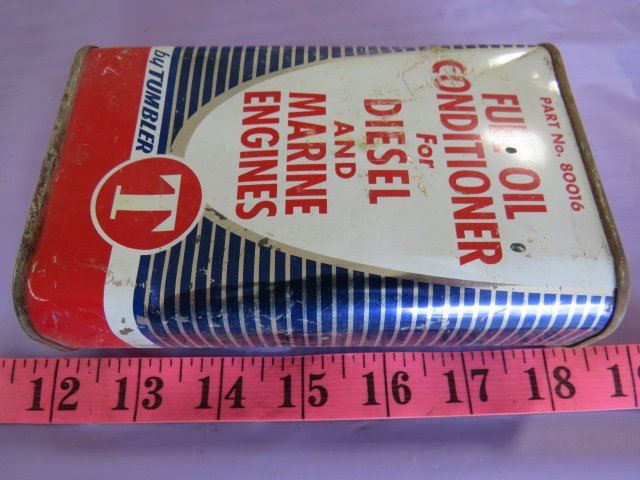 PART No. 80016
FUEL OIL
CONDITIONER
For
DIESEL
AND
MARINE
ENGINES
by TUMBLER
T
12 13 14 15 16 17 18